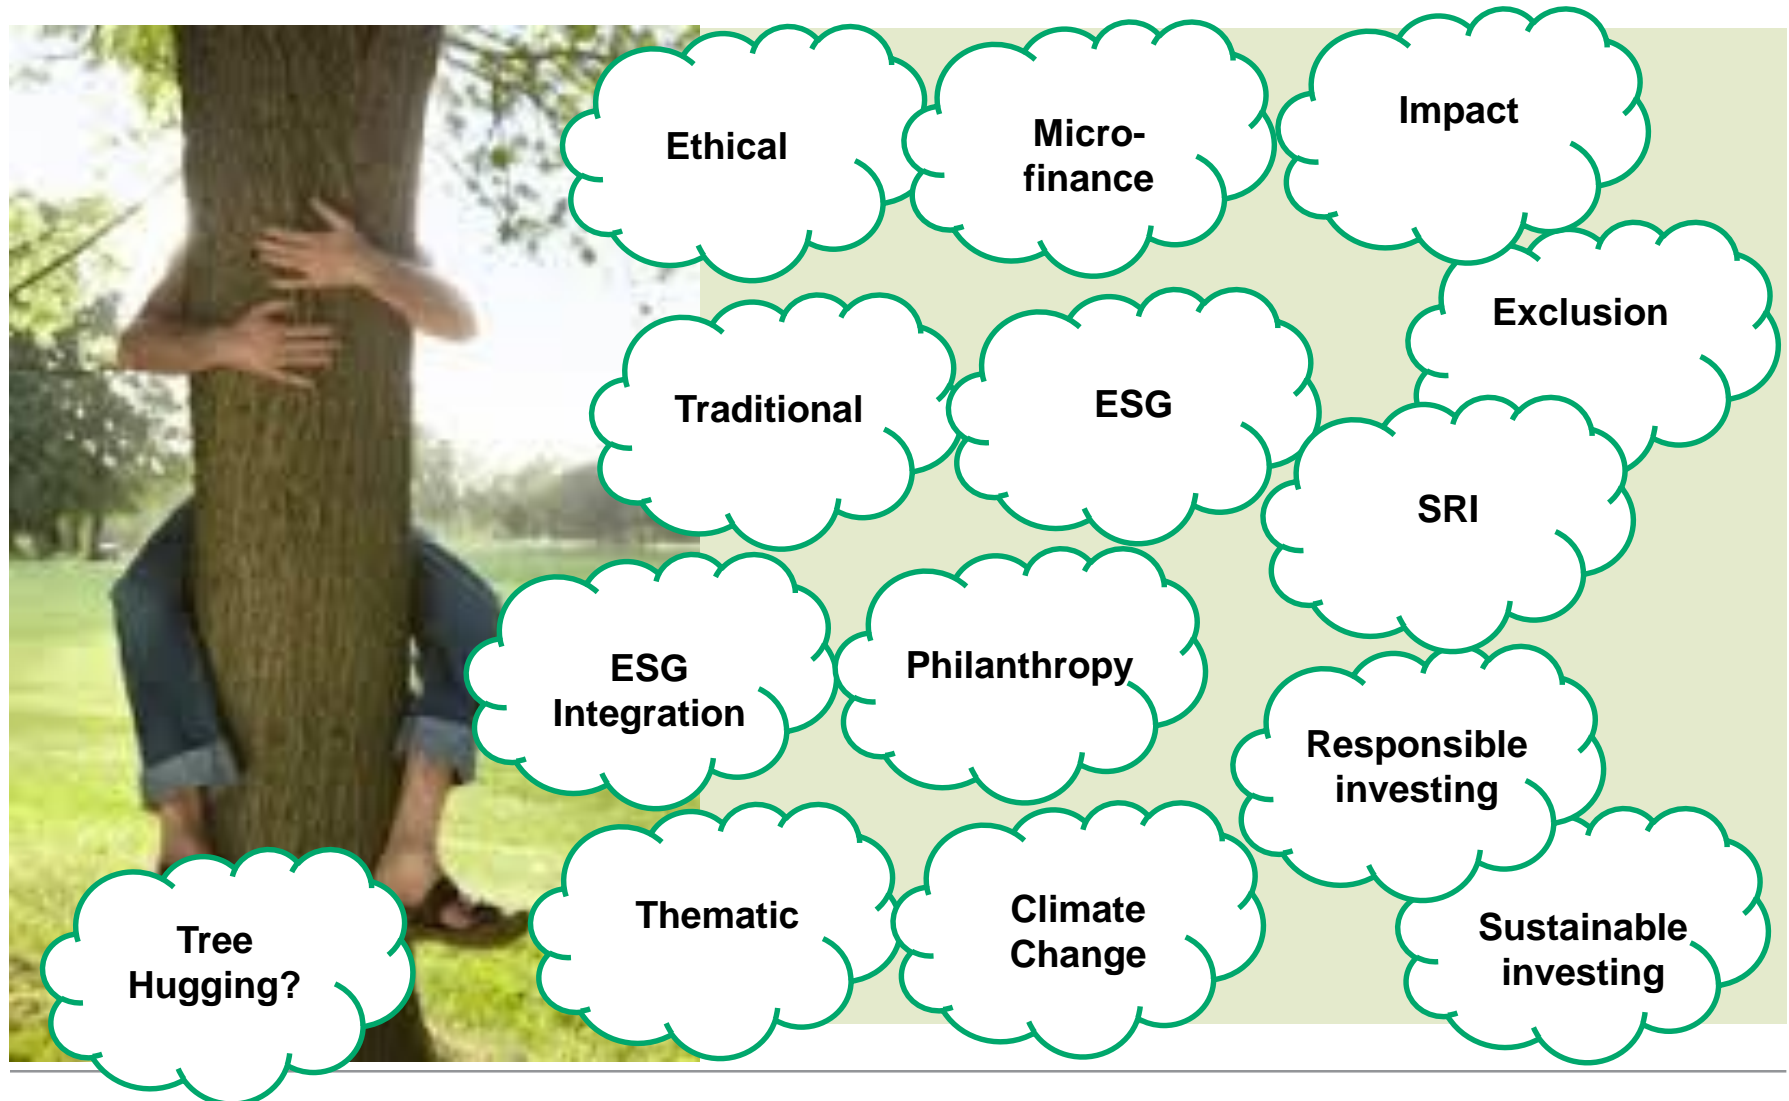 Ethical
Micro-
finance
Impact
Exclusion
Traditional
ESG
SRI
ESG
Integration
Philanthropy
Responsible
investing
Thematic
Climate
Change
Sustainable
investing
Tree
Hugging?